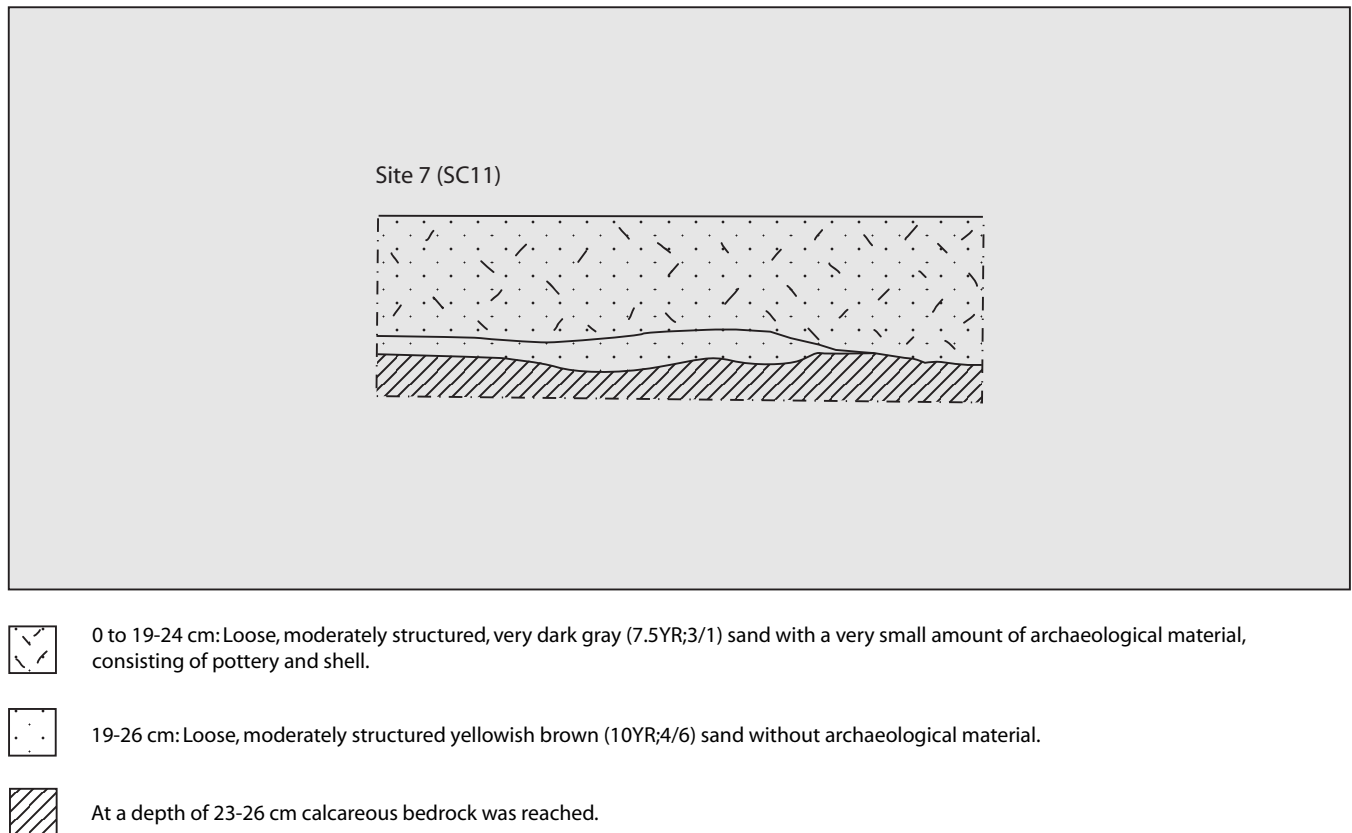 Site 7 (SC11)
0 to 19-24 cm: Loose, moderately structured, very dark gray (7.5YR;3/1) sand with a very small amount of archaeological material,
consisting of pottery and shell.
19-26 cm: Loose, moderately structured yellowish brown (10YR;4/6) sand without archaeological material.
At a depth of 23-26 cm calcareous bedrock was reached.